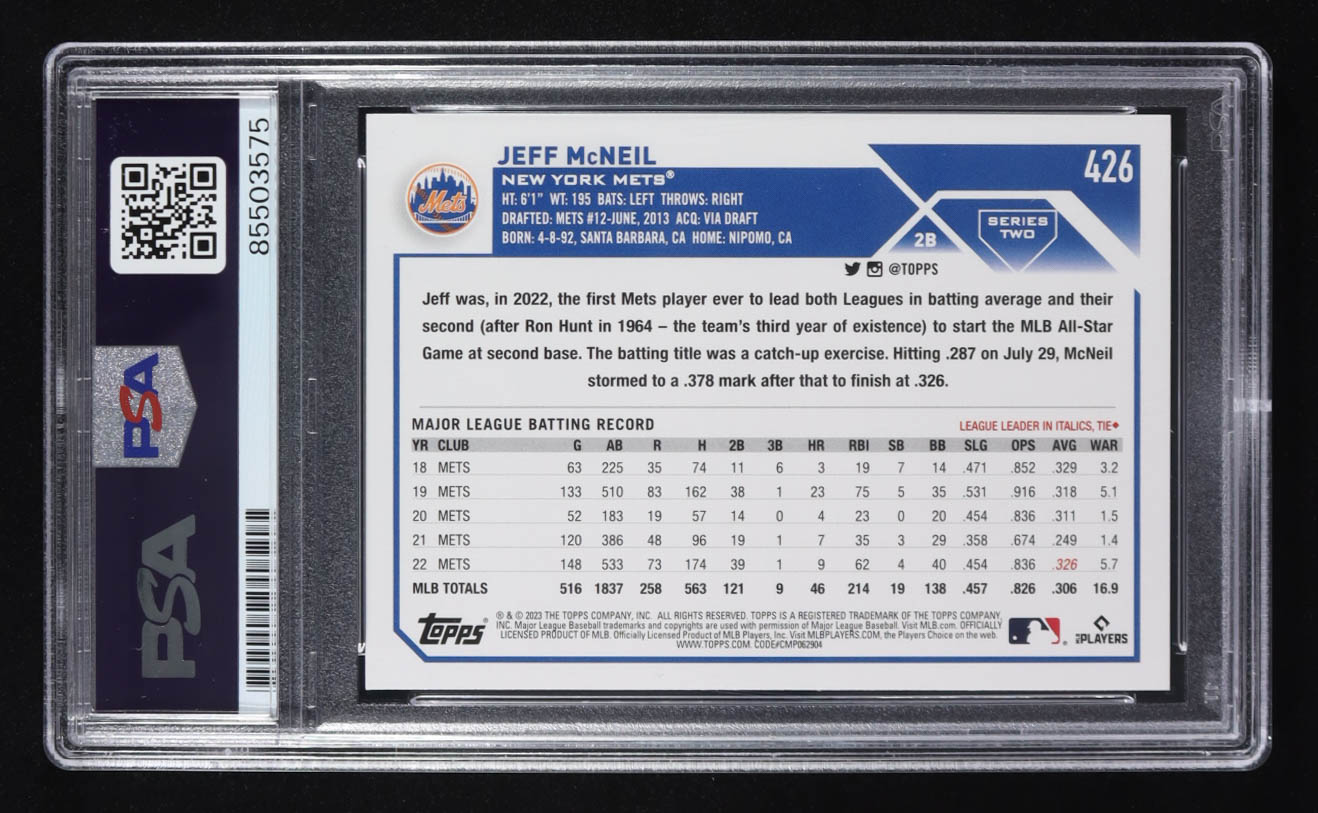 85503575
PSA
PSA
Mets
JEFF McNEIL
426
NEW YORK METS®
HT: 6'1" WT: 195 BATS: LEFT THROWS: RIGHT
DRAFTED: METS #12-JUNE, 2013 ACQ: VIA DRAFT
BORN: 4-8-92, SANTA BARBARA, CA HOME: NIPOMO, CA
2B
SERIES
TWO
@TOPPS
Jeff was, in 2022, the first Mets player ever to lead both Leagues in batting average and their
second (after Ron Hunt in 1964 – the team's third year of existence) to start the MLB All-Star
Game at second base. The batting title was a catch-up exercise. Hitting .287 on July 29, McNeil
stormed to a .378 mark after that to finish at .326.
MAJOR LEAGUE BATTING RECORD
LEAGUE LEADER IN ITALICS, TIE◆
YR CLUB G AB R H 2B 3B HR RBI SB BB SLG OPS AVG WAR
18 METS 63 225 35 74 11 6 3 19 7 14 .471 .852 .329 3.2
19 METS 133 510 83 162 38 1 23 75 5 35 .531 .916 .318 5.1
20 METS 52 183 19 57 14 0 4 23 0 20 .454 .836 .311 1.5
21 METS 120 386 48 96 19 1 7 35 3 29 .358 .674 .249 1.4
22 METS 148 533 73 174 39 1 9 62 4 40 .454 .836 .326 5.7
MLB TOTALS 516 1837 258 563 121 9 46 214 19 138 .457 .826 .306 16.9
Topps®
® & © 2023 THE TOPPS COMPANY, INC. ALL RIGHTS RESERVED. TOPPS IS A REGISTERED TRADEMARK OF THE TOPPS COMPANY,
INC. Major League Baseball trademarks and copyrights are used with permission of Major League Baseball. Visit MLB.com. OFFICIALLY
LICENSED PRODUCT OF MLB. Officially Licensed Product of MLB Players, Inc. Visit MLBPLAYERS.COM, the Players Choice on the web.
WWW.TOPPS.COM. CODE#CMP062904
PLAYERS